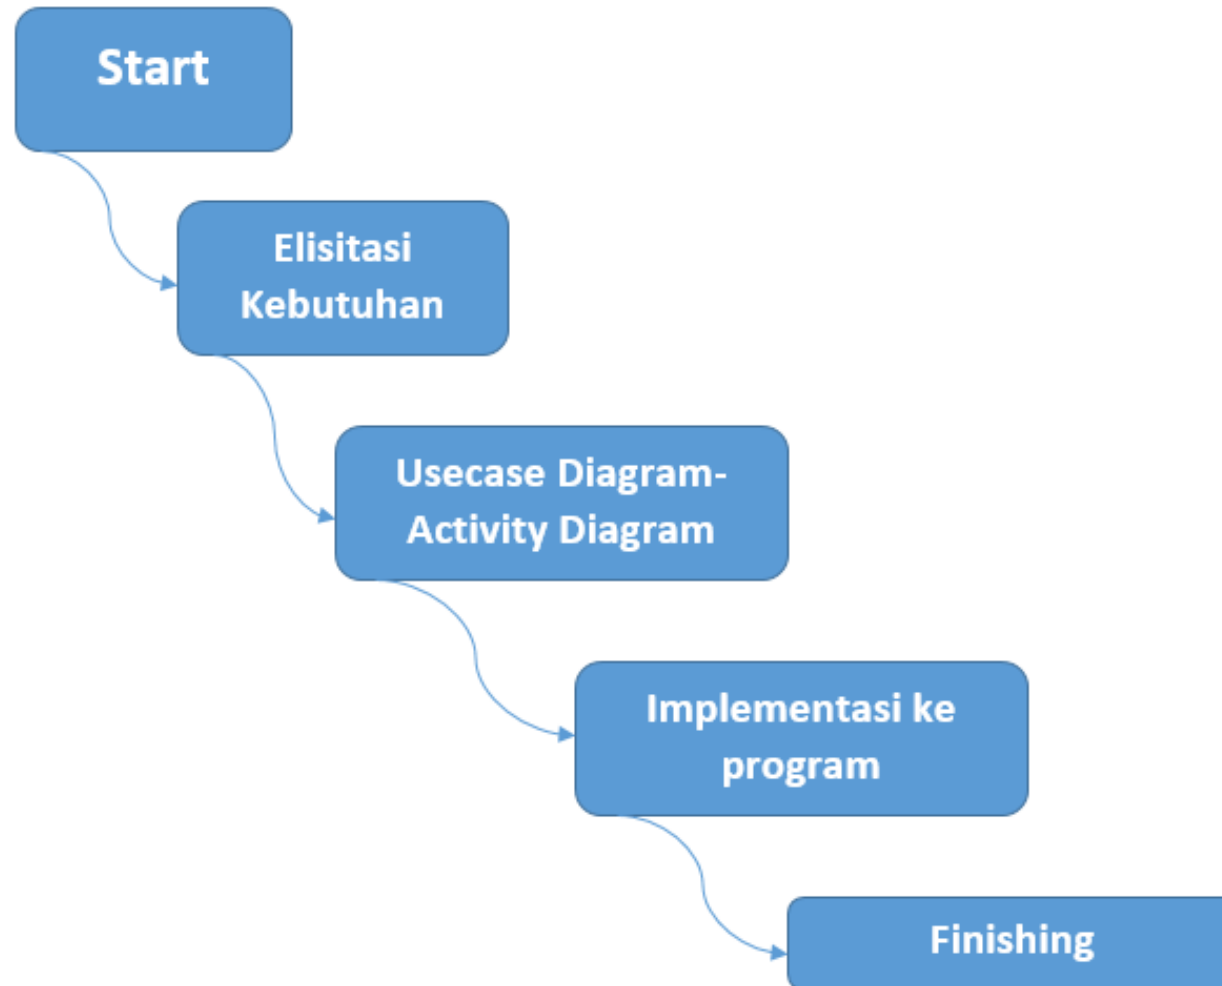 Start
Elisitasi
Kebutuhan
Usecase Diagram-
Activity Diagram
Implementasi ke
program
Finishing